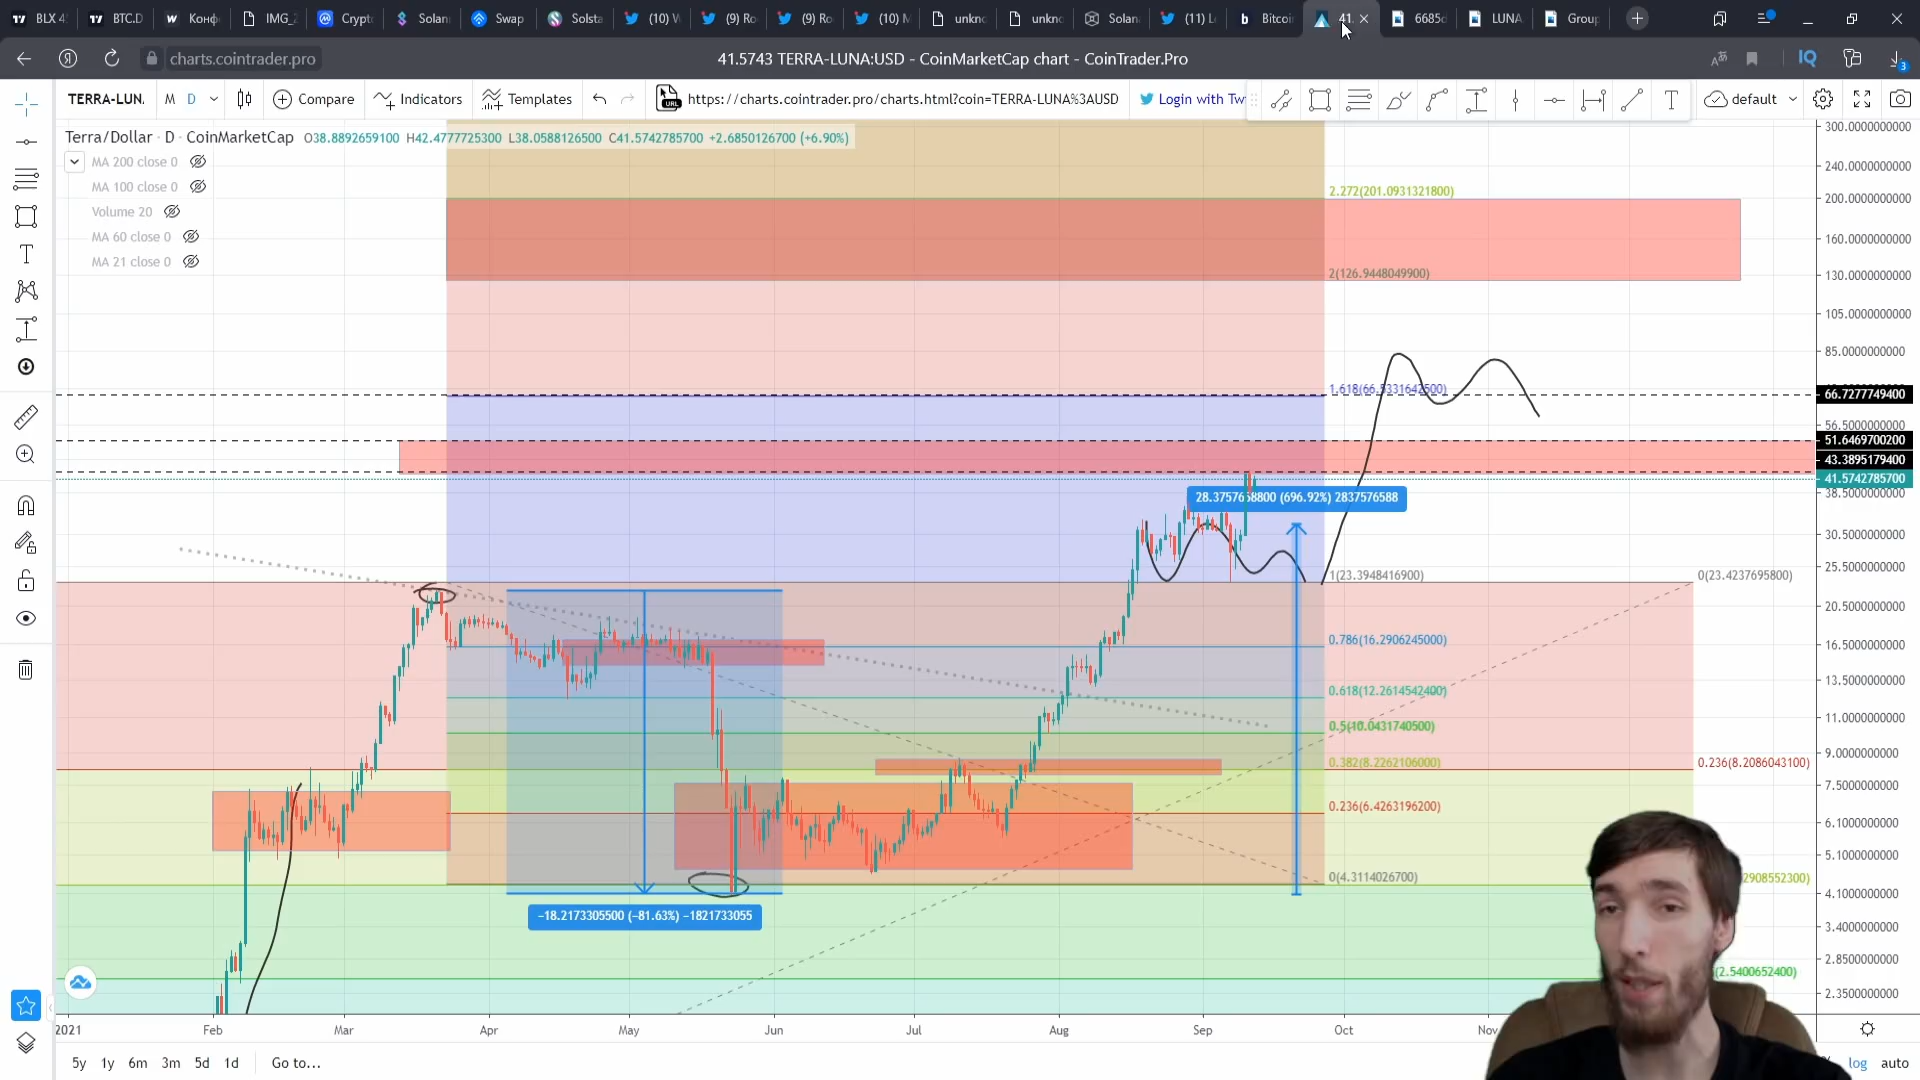 BLX 4
BTC.D
Конф
IMG_2
Crypt
Solan
Swap
Solsta
(10) W
(9) Ro
(9) Ro
(10) M
unkno
unkno
Solan
(11) L
Bitcoi
41.
6685d
LUNA
Group
charts.cointrader.pro
41.5743 TERRA-LUNA:USD - CoinMarketCap chart - CoinTrader.Pro
IQ
3
TERRA-LUN.
M
D
Compare
Indicators
Templates
URL
https://charts.cointrader.pro/charts.html?coin=TERRA-LUNA%3AUSD
Login with Tw
default
Terra/Dollar · D · CoinMarketCap
O38.8892659100 H42.4777725300 L38.0588126500 C41.5742785700 +2.6850126700 (+6.90%)
MA 200 close 0
MA 100 close 0
Volume 20
MA 60 close 0
MA 21 close 0
2.272(201.0931321800)
2(126.9448049900)
1.618(66.5331642500)
28.3757658800 (696.92%) 2837576588
1(23.3948416900)
0(23.4237695800)
0.786(16.2906245000)
0.618(12.2614542400)
0.5(10.0431740500)
0.382(8.2262106000)
0.236(8.2086043100)
0.236(6.4263196200)
0(4.3114026700)
2908552300)
−18.2173305500 (−81.63%) −1821733055
(2.5400652400)
300.0000000000
240.0000000000
200.0000000000
160.0000000000
130.0000000000
105.0000000000
85.0000000000
66.7277749400
56.5000000000
51.6469700200
43.3895179400
41.5742785700
38.5000000000
30.5000000000
25.5000000000
20.5000000000
16.5000000000
13.5000000000
11.0000000000
9.0000000000
7.5000000000
6.1000000000
5.1000000000
4.1000000000
3.4000000000
2.8500000000
2.3500000000
2021
Feb
Mar
Apr
May
Jun
Jul
Aug
Sep
Oct
Nov
5y
1y
6m
3m
5d
1d
Go to...
%
log
auto